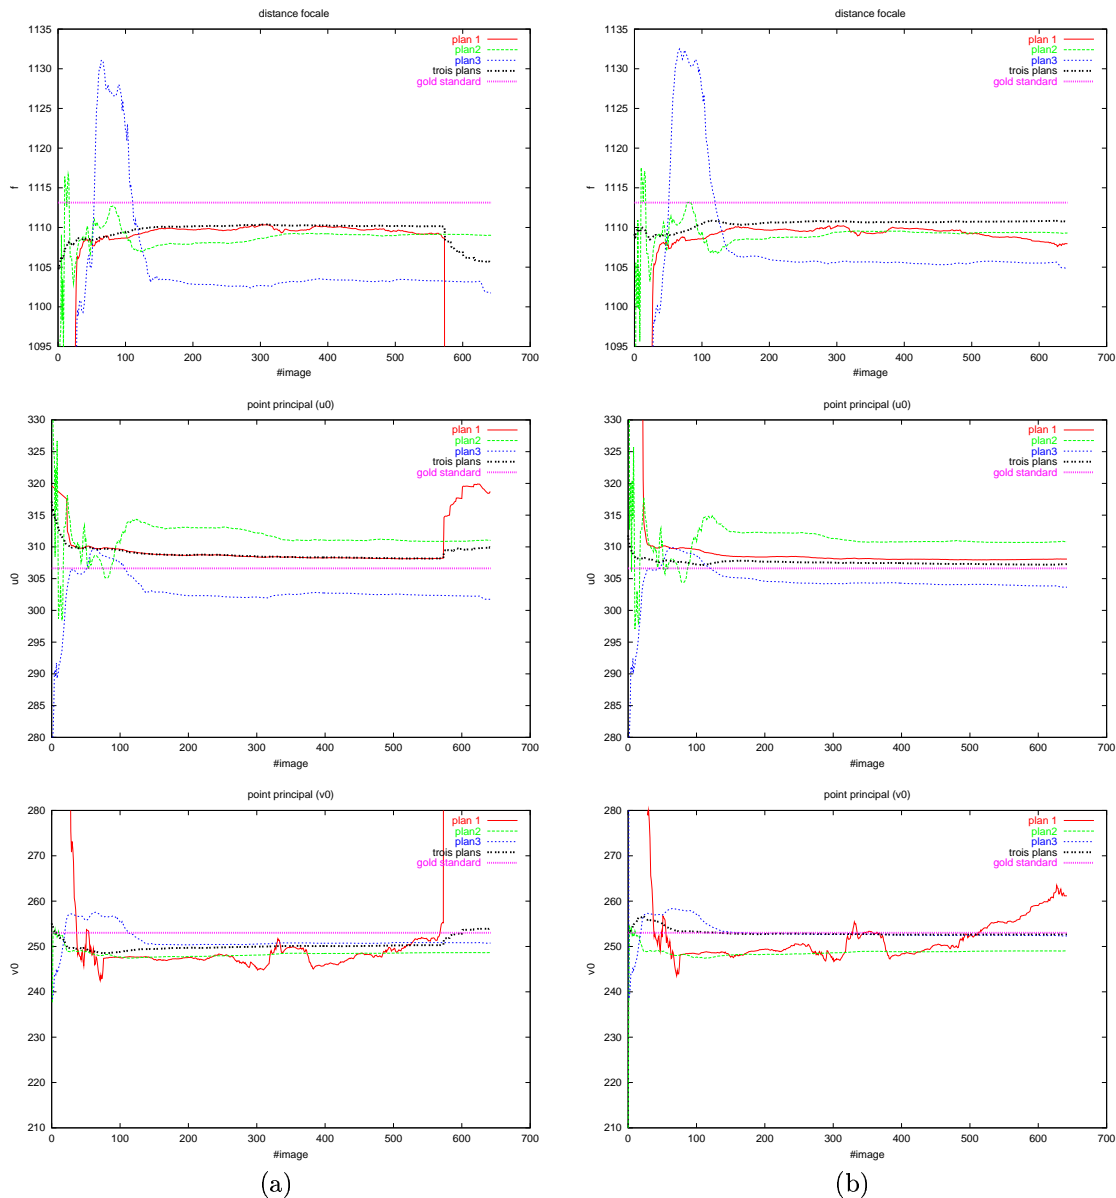 distance focale
1135
1130
1125
1120
1115
1110
1105
1100
1095
f
0 100 200 300 400 500 600 700
#image
plan 1
plan2
plan3
trois plans
gold standard
distance focale
1135
1130
1125
1120
1115
1110
1105
1100
1095
f
0 100 200 300 400 500 600 700
#image
plan 1
plan2
plan3
trois plans
gold standard
point principal (u0)
330
325
320
315
310
305
300
295
290
285
280
u0
0 100 200 300 400 500 600 700
#image
plan 1
plan2
plan3
trois plans
gold standard
point principal (u0)
330
325
320
315
310
305
300
295
290
285
280
u0
0 100 200 300 400 500 600 700
#image
plan 1
plan2
plan3
trois plans
gold standard
point principal (v0)
280
270
260
250
240
230
220
210
v0
0 100 200 300 400 500 600 700
#image
plan 1
plan2
plan3
trois plans
gold standard
point principal (v0)
280
270
260
250
240
230
220
210
v0
0 100 200 300 400 500 600 700
#image
plan 1
plan2
plan3
trois plans
gold standard
(a)
(b)